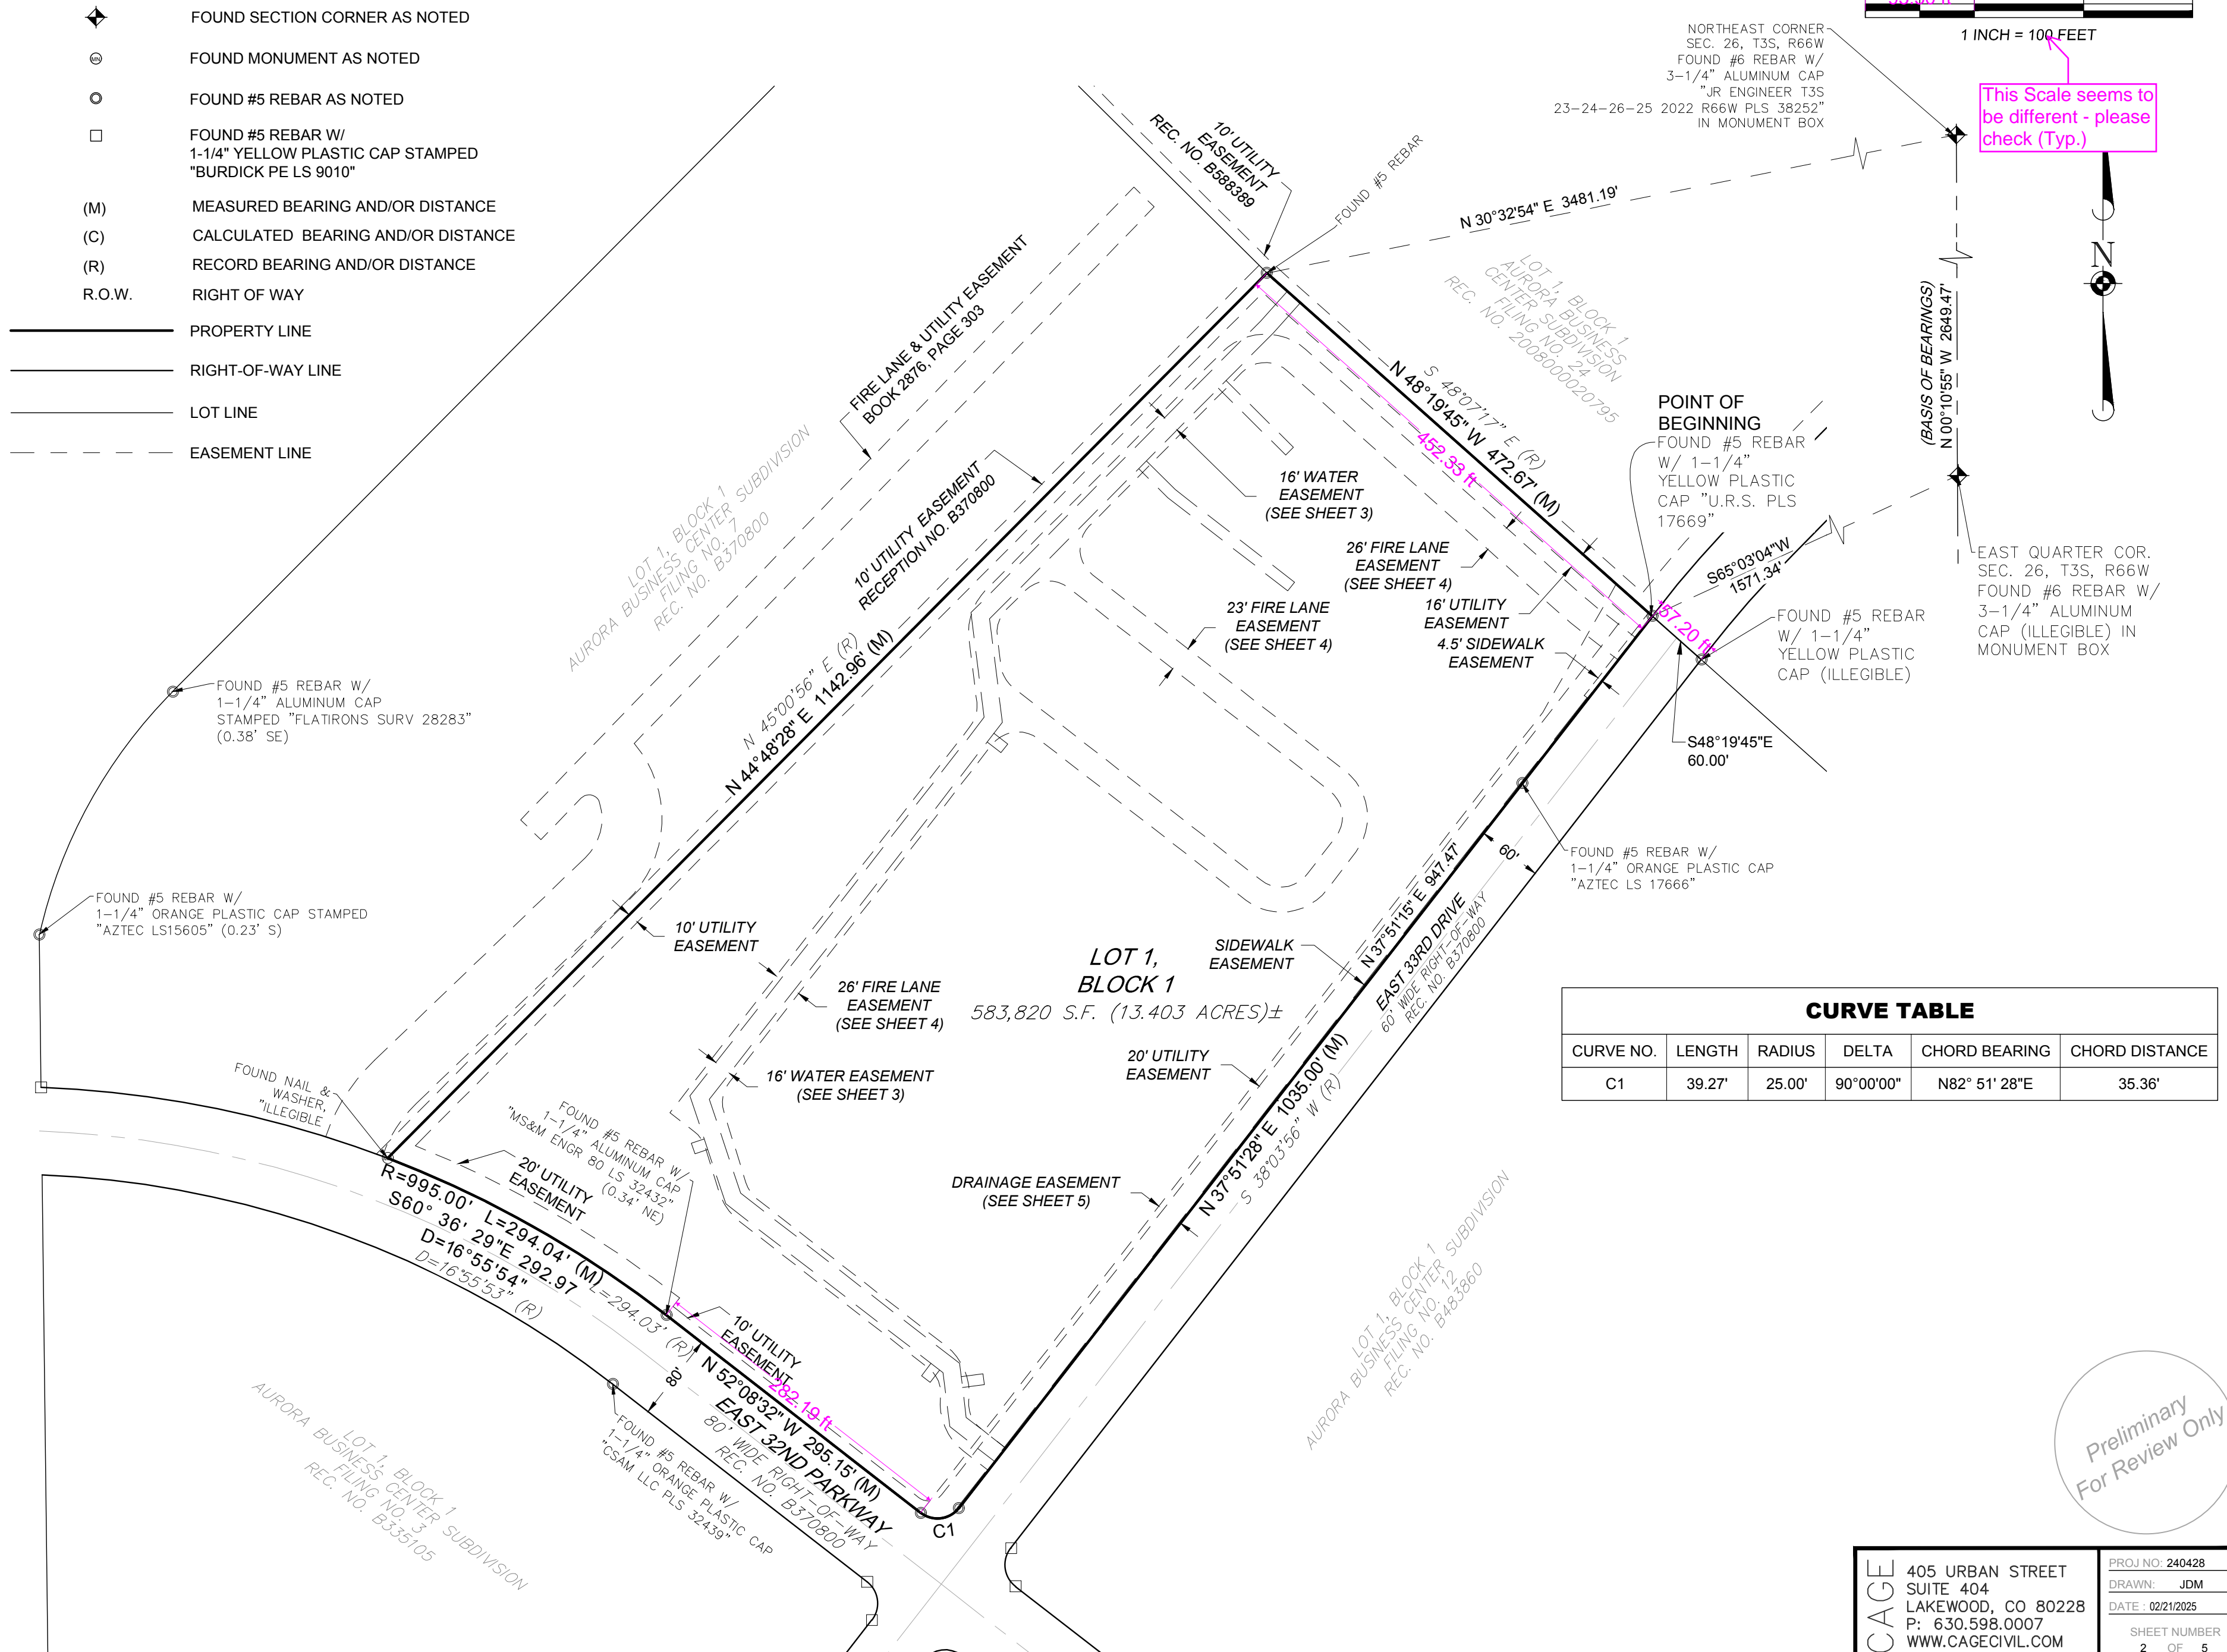 FOUND SECTION CORNER AS NOTED
FOUND MONUMENT AS NOTED
FOUND #5 REBAR AS NOTED
FOUND #5 REBAR W/
1-1/4" YELLOW PLASTIC CAP STAMPED
"BURDICK PE LS 9010"
(M) MEASURED BEARING AND/OR DISTANCE
(C) CALCULATED BEARING AND/OR DISTANCE
(R) RECORD BEARING AND/OR DISTANCE
R.O.W. RIGHT OF WAY
PROPERTY LINE
RIGHT-OF-WAY LINE
LOT LINE
EASEMENT LINE
1 INCH = 100 FEET
This Scale seems to
be different - please
check (Typ.)
NORTHEAST CORNER
SEC. 26, T3S, R66W
FOUND #6 REBAR W/
3-1/4" ALUMINUM CAP
"JR ENGINEER T3S
23-24-26-25 2022 R66W PLS 38252"
IN MONUMENT BOX
N
(BASIS OF BEARINGS)
N 00°10'55" W 2649.47'
N 30°32'54" E 3481.19'
10' UTILITY
EASEMENT
REC. NO. B588389
FOUND #5 REBAR
LOT 1, BLOCK 1
AURORA BUSINESS
CENTER SUBDIVISION
FILING NO. 24
REC. NO. 2008000020795
FIRE LANE & UTILITY EASEMENT
BOOK 2876, PAGE 303
S 48°07'17" E (R)
N 48°19'45" W 472.67' (M)
452.33 ft
POINT OF
BEGINNING
FOUND #5 REBAR
W/ 1-1/4"
YELLOW PLASTIC
CAP "U.R.S. PLS
17669"
S65°03'04"W
1571.34'
EAST QUARTER COR.
SEC. 26, T3S, R66W
FOUND #6 REBAR W/
3-1/4" ALUMINUM
CAP (ILLEGIBLE) IN
MONUMENT BOX
57.20 ft
FOUND #5 REBAR
W/ 1-1/4"
YELLOW PLASTIC
CAP (ILLEGIBLE)
S48°19'45"E
60.00'
LOT 1, BLOCK 1
AURORA BUSINESS CENTER SUBDIVISION
FILING NO. 7
REC. NO. B370800
10' UTILITY EASEMENT
RECEPTION NO. B370800
16' WATER
EASEMENT
(SEE SHEET 3)
26' FIRE LANE
EASEMENT
(SEE SHEET 4)
23' FIRE LANE
EASEMENT
(SEE SHEET 4)
16' UTILITY
EASEMENT
4.5' SIDEWALK
EASEMENT
N 45°00'56" E (R)
N 44°48'28" E 1142.96' (M)
FOUND #5 REBAR W/
1-1/4" ALUMINUM CAP
STAMPED "FLATIRONS SURV 28283"
(0.38' SE)
FOUND #5 REBAR W/
1-1/4" ORANGE PLASTIC CAP STAMPED
"AZTEC LS15605" (0.23' S)
FOUND #5 REBAR W/
1-1/4" ORANGE PLASTIC CAP
"AZTEC LS 17666"
60'
N 37°51'15" E 947.47'
EAST 33RD DRIVE
60' WIDE RIGHT-OF-WAY
REC. NO. B370800
10' UTILITY
EASEMENT
26' FIRE LANE
EASEMENT
(SEE SHEET 4)
LOT 1,
BLOCK 1
583,820 S.F. (13.403 ACRES)±
SIDEWALK
EASEMENT
16' WATER EASEMENT
(SEE SHEET 3)
20' UTILITY
EASEMENT
DRAINAGE EASEMENT
(SEE SHEET 5)
N 37°51'28" E 1035.00' (M)
S 38°03'56" W (R)
CURVE TABLE
CURVE NO. LENGTH RADIUS DELTA CHORD BEARING CHORD DISTANCE
C1 39.27' 25.00' 90°00'00" N82° 51' 28"E 35.36'
FOUND NAIL &
WASHER,
"ILLEGIBLE
FOUND #5 REBAR W/
1-1/4" ALUMINUM CAP
"MS&M ENGR 80 LS 32432"
(0.34' NE)
20' UTILITY
EASEMENT
R=995.00' L=294.04' (M)
S60° 36' 29"E 292.97
D=16°55'54"
D=16°55'53" (R)
L=294.03' (R)
10' UTILITY
EASEMENT
282.19 ft
80'
N 52°08'32" W 295.15' (M)
EAST 32ND PARKWAY
80' WIDE RIGHT-OF-WAY
REC. NO. B370800
C1
FOUND #5 REBAR W/
1-1/4" ORANGE PLASTIC CAP
"CSAM LLC PLS 32439"
LOT 1, BLOCK 1
AURORA BUSINESS CENTER SUBDIVISION
FILING NO. 3
REC. NO. B335105
LOT 1, BLOCK 1
AURORA BUSINESS CENTER SUBDIVISION
FILING NO. 12
REC. NO. B483860
Preliminary
For Review Only
CAGE
405 URBAN STREET
SUITE 404
LAKEWOOD, CO 80228
P: 630.598.0007
WWW.CAGECIVIL.COM
PROJ NO: 240428
DRAWN: JDM
DATE : 02/21/2025
SHEET NUMBER
2 OF 5